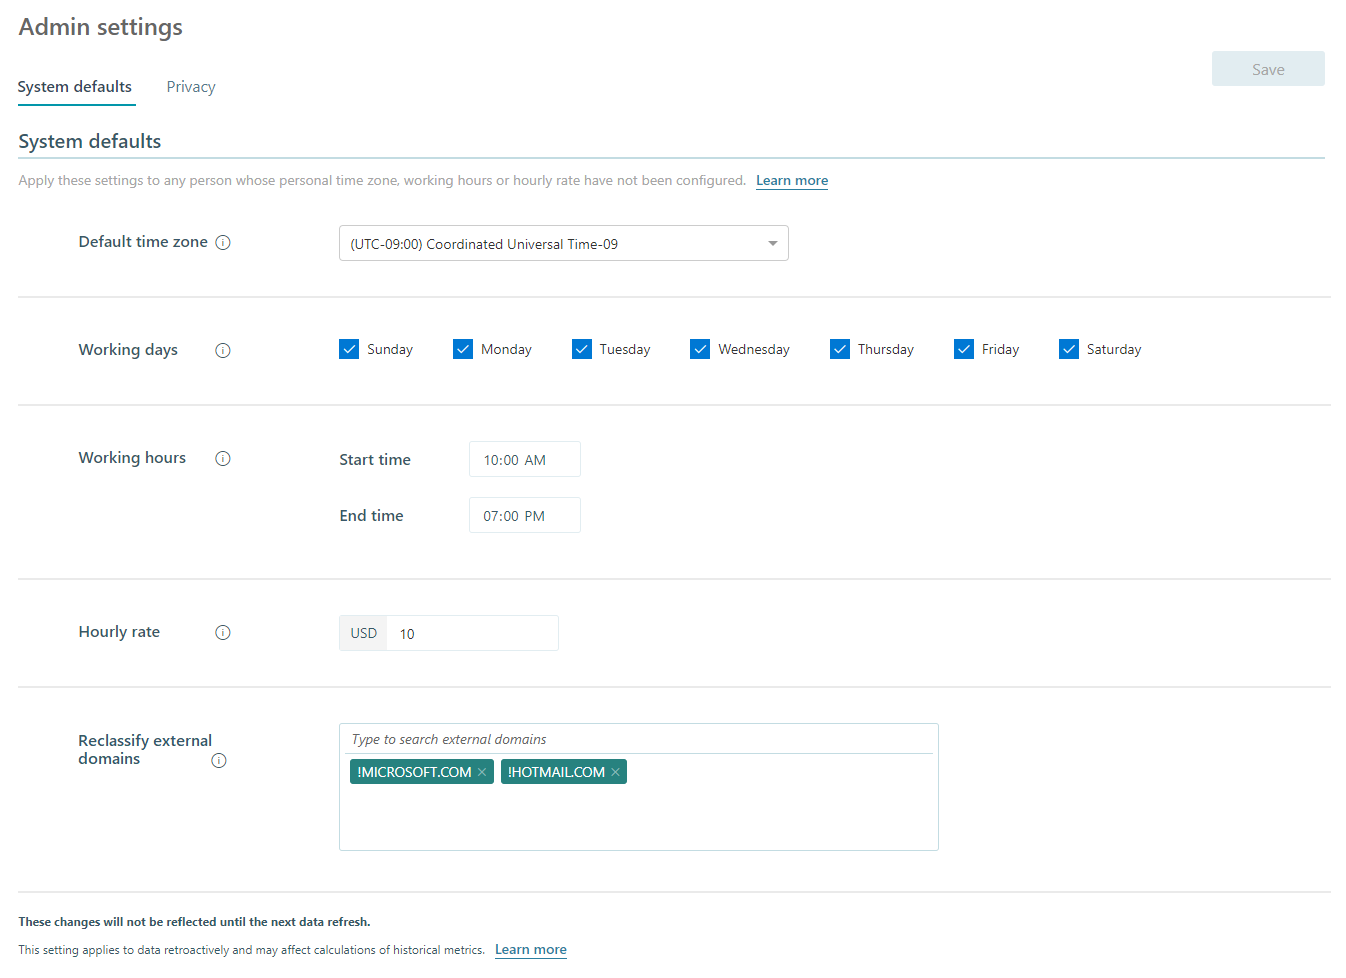 Admin settings
Save
System defaults Privacy
System defaults
Apply these settings to any person whose personal time zone, working hours or hourly rate have not been configured. Learn more
Default time zone (UTC-09:00) Coordinated Universal Time-09
Working days Sunday Monday Tuesday Wednesday Thursday Friday Saturday
Working hours Start time 10:00 AM
End time 07:00 PM
Hourly rate USD 10
Reclassify external
domains
Type to search external domains
!MICROSOFT.COM × !HOTMAIL.COM ×
These changes will not be reflected until the next data refresh.
This setting applies to data retroactively and may affect calculations of historical metrics. Learn more